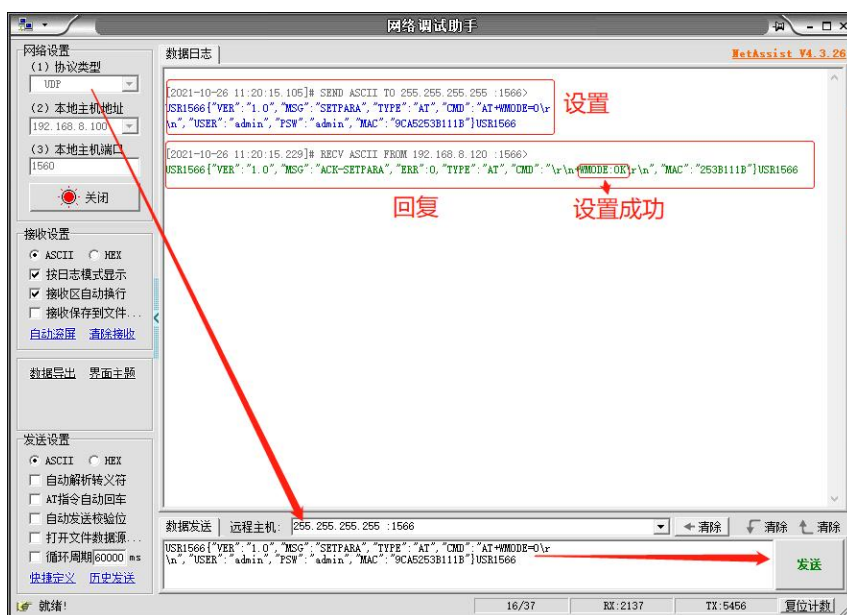 网络调试助手
网络设置
(1) 协议类型
UDP
(2) 本地主机地址
192.168.8.100
(3) 本地主机端口
1560
关闭
接收设置
ASCII HEX
按日志模式显示
接收区自动换行
接收保存到文件...
自动滚屏 清除接收
数据导出 界面主题
发送设置
ASCII HEX
自动解析转义符
AT指令自动回车
自动发送校验位
打开文件数据源...
循环周期 60000 ms
快捷定义 历史发送
数据日志
NetAssist V4.3.26
[2021-10-26 11:20:15.105]# SEND ASCII TO 255.255.255.255 :1566>
USR1566{"VER":"1.0","MSG":"SETPARA","TYPE":"AT","CMD":"AT+WMODE=0\r
\n","USER":"admin","PSW":"admin","MAC":"9CA5253B111B"}USR1566
设置
[2021-10-26 11:20:15.229]# RECV ASCII FROM 192.168.8.120 :1566>
USR1566{"VER":"1.0","MSG":"ACK-SETPARA","ERR":0,"TYPE":"AT","CMD":"\r\n+WMODE:OK\r\n","MAC":"253B111B"}USR1566
回复
设置成功
数据发送 远程主机: 255.255.255.255 :1566 清除 清除 清除
USR1566{"VER":"1.0","MSG":"SETPARA","TYPE":"AT","CMD":"AT+WMODE=0\r
\n","USER":"admin","PSW":"admin","MAC":"9CA5253B111B"}USR1566
发送
就绪! 16/37 RX:2137 TX:5456 复位计数